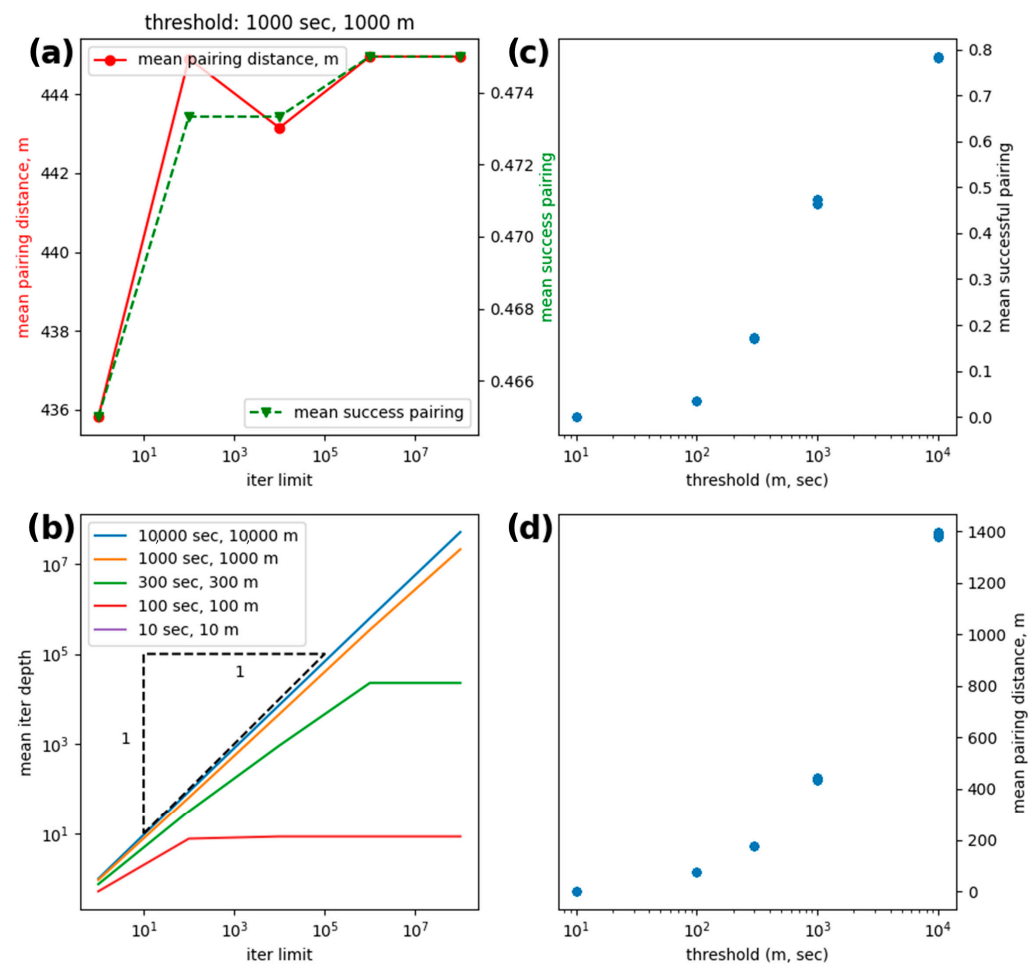 threshold: 1000 sec, 1000 m
(a)
mean pairing distance, m
444
442
440
438
436
mean pairing distance, m
0.474
0.472
0.470
0.468
0.466
mean success pairing
mean success pairing
10^1
10^3
10^5
10^7
iter limit
(c)
0.8
0.7
0.6
0.5
0.4
0.3
0.2
0.1
0.0
mean successful pairing
10^1
10^2
10^3
10^4
threshold (m, sec)
(b)
10,000 sec, 10,000 m
1000 sec, 1000 m
300 sec, 300 m
100 sec, 100 m
10 sec, 10 m
10^7
10^5
10^3
10^1
mean iter depth
1
1
10^1
10^3
10^5
10^7
iter limit
(d)
1400
1200
1000
800
600
400
200
0
mean pairing distance, m
10^1
10^2
10^3
10^4
threshold (m, sec)